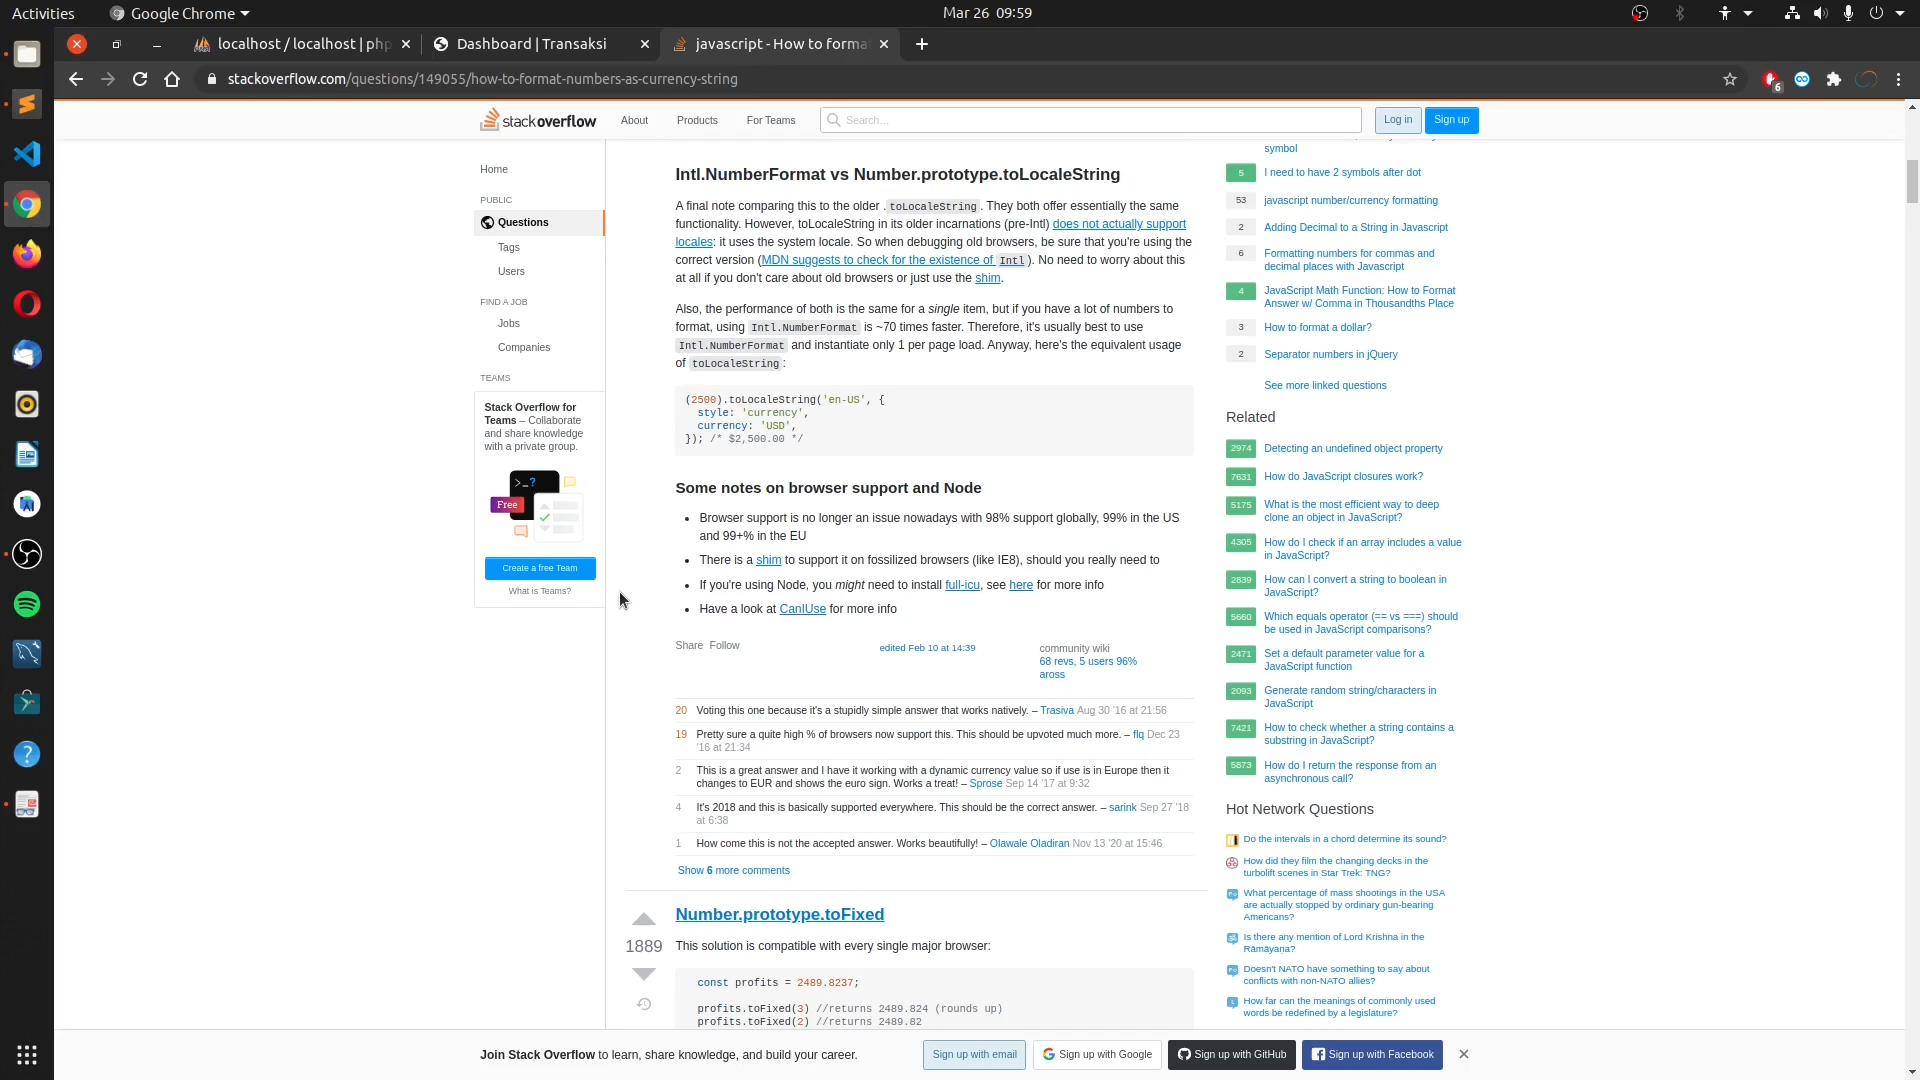 Activities
Google Chrome
Mar 26 09:59
localhost / localhost | php
Dashboard | Transaksi
javascript - How to forma
stackoverflow.com/questions/149055/how-to-format-numbers-as-currency-string
6
stackoverflow
About
Products
For Teams
Search...
Log in
Sign up
Home
PUBLIC
Questions
Tags
Users
FIND A JOB
Jobs
Companies
TEAMS
Stack Overflow for
Teams – Collaborate
and share knowledge
with a private group.
>_?
Free
Create a free Team
What is Teams?
Intl.NumberFormat vs Number.prototype.toLocaleString
A final note comparing this to the older .toLocaleString. They both offer essentially the same
functionality. However, toLocaleString in its older incarnations (pre-Intl) does not actually support
locales: it uses the system locale. So when debugging old browsers, be sure that you're using the
correct version (MDN suggests to check for the existence of Intl). No need to worry about this
at all if you don't care about old browsers or just use the shim.
Also, the performance of both is the same for a single item, but if you have a lot of numbers to
format, using Intl.NumberFormat is ~70 times faster. Therefore, it's usually best to use
Intl.NumberFormat and instantiate only 1 per page load. Anyway, here's the equivalent usage
of toLocaleString:
(2500).toLocaleString('en-US', {
  style: 'currency',
  currency: 'USD',
}); /* $2,500.00 */
Some notes on browser support and Node
• Browser support is no longer an issue nowadays with 98% support globally, 99% in the US
and 99+% in the EU
• There is a shim to support it on fossilized browsers (like IE8), should you really need to
• If you're using Node, you might need to install full-icu, see here for more info
• Have a look at CanIUse for more info
Share Follow
edited Feb 10 at 14:39
community wiki
68 revs, 5 users 96%
aross
20 Voting this one because it's a stupidly simple answer that works natively. – Trasiva Aug 30 '16 at 21:56
19 Pretty sure a quite high % of browsers now support this. This should be upvoted much more. – flq Dec 23
'16 at 21:34
2 This is a great answer and I have it working with a dynamic currency value so if use is in Europe then it
changes to EUR and shows the euro sign. Works a treat! – Sprose Sep 14 '17 at 9:32
4 It's 2018 and this is basically supported everywhere. This should be the correct answer. – sarink Sep 27 '18
at 6:38
1 How come this is not the accepted answer. Works beautifully! – Olawale Oladiran Nov 13 '20 at 15:46
Show 6 more comments
Number.prototype.toFixed
1889
This solution is compatible with every single major browser:
const profits = 2489.8237;
profits.toFixed(3) //returns 2489.824 (rounds up)
profits.toFixed(2) //returns 2489.82
symbol
5 I need to have 2 symbols after dot
53 javascript number/currency formatting
2 Adding Decimal to a String in Javascript
6 Formatting numbers for commas and
decimal places with Javascript
4 JavaScript Math Function: How to Format
Answer w/ Comma in Thousandths Place
3 How to format a dollar?
2 Separator numbers in jQuery
See more linked questions
Related
2974 Detecting an undefined object property
7631 How do JavaScript closures work?
5175 What is the most efficient way to deep
clone an object in JavaScript?
4305 How do I check if an array includes a value
in JavaScript?
2839 How can I convert a string to boolean in
JavaScript?
5660 Which equals operator (== vs ===) should
be used in JavaScript comparisons?
2471 Set a default parameter value for a
JavaScript function
2093 Generate random string/characters in
JavaScript
7421 How to check whether a string contains a
substring in JavaScript?
5873 How do I return the response from an
asynchronous call?
Hot Network Questions
Do the intervals in a chord determine its sound?
How did they film the changing decks in the
turbolift scenes in Star Trek: TNG?
What percentage of mass shootings in the USA
are actually stopped by ordinary gun-bearing
Americans?
Is there any mention of Lord Krishna in the
Rāmāyana?
Doesn't NATO have something to say about
conflicts with non-NATO allies?
How far can the meanings of commonly used
words be redefined by a legislature?
Join Stack Overflow to learn, share knowledge, and build your career.
Sign up with email
Sign up with Google
Sign up with GitHub
Sign up with Facebook